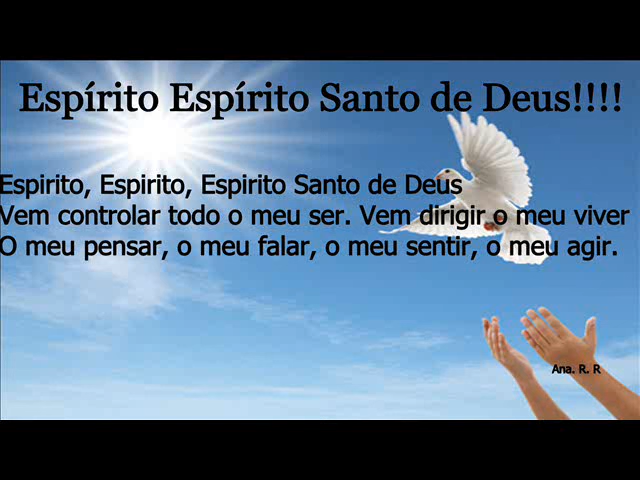 Espírito Espírito Santo de Deus!!!!
Espirito, Espirito, Espirito Santo de Deus
Vem controlar todo o meu ser. Vem dirigir o meu viver
O meu pensar, o meu falar, o meu sentir, o meu agir.
Ana. R. R